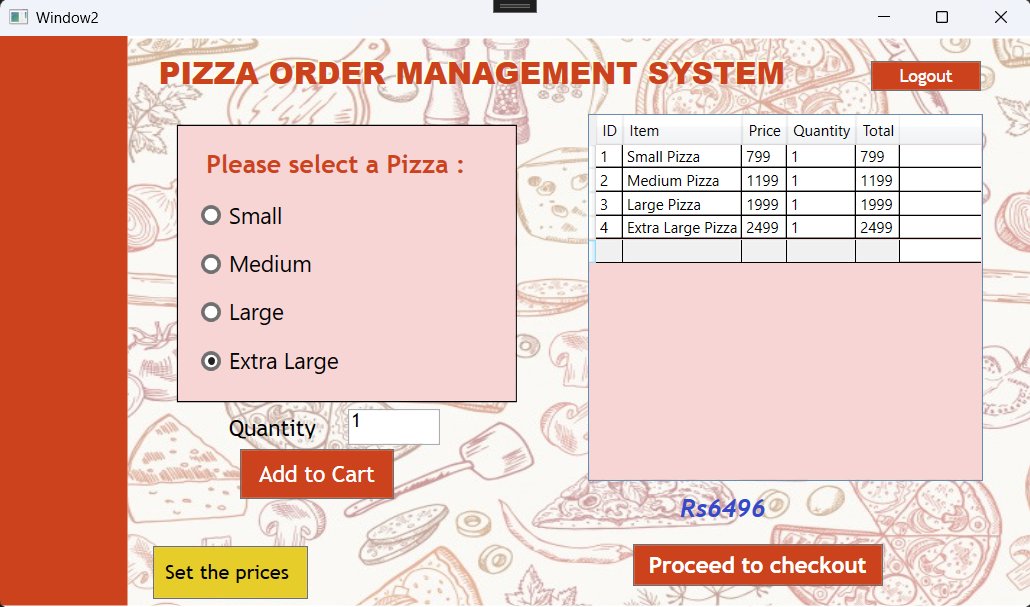 Window2
PIZZA ORDER MANAGEMENT SYSTEM
Logout
Please select a Pizza :
Small
Medium
Large
Extra Large
Quantity 1
Add to Cart
Set the prices
ID Item Price Quantity Total
1 Small Pizza 799 1 799
2 Medium Pizza 1199 1 1199
3 Large Pizza 1999 1 1999
4 Extra Large Pizza 2499 1 2499
Rs6496
Proceed to checkout